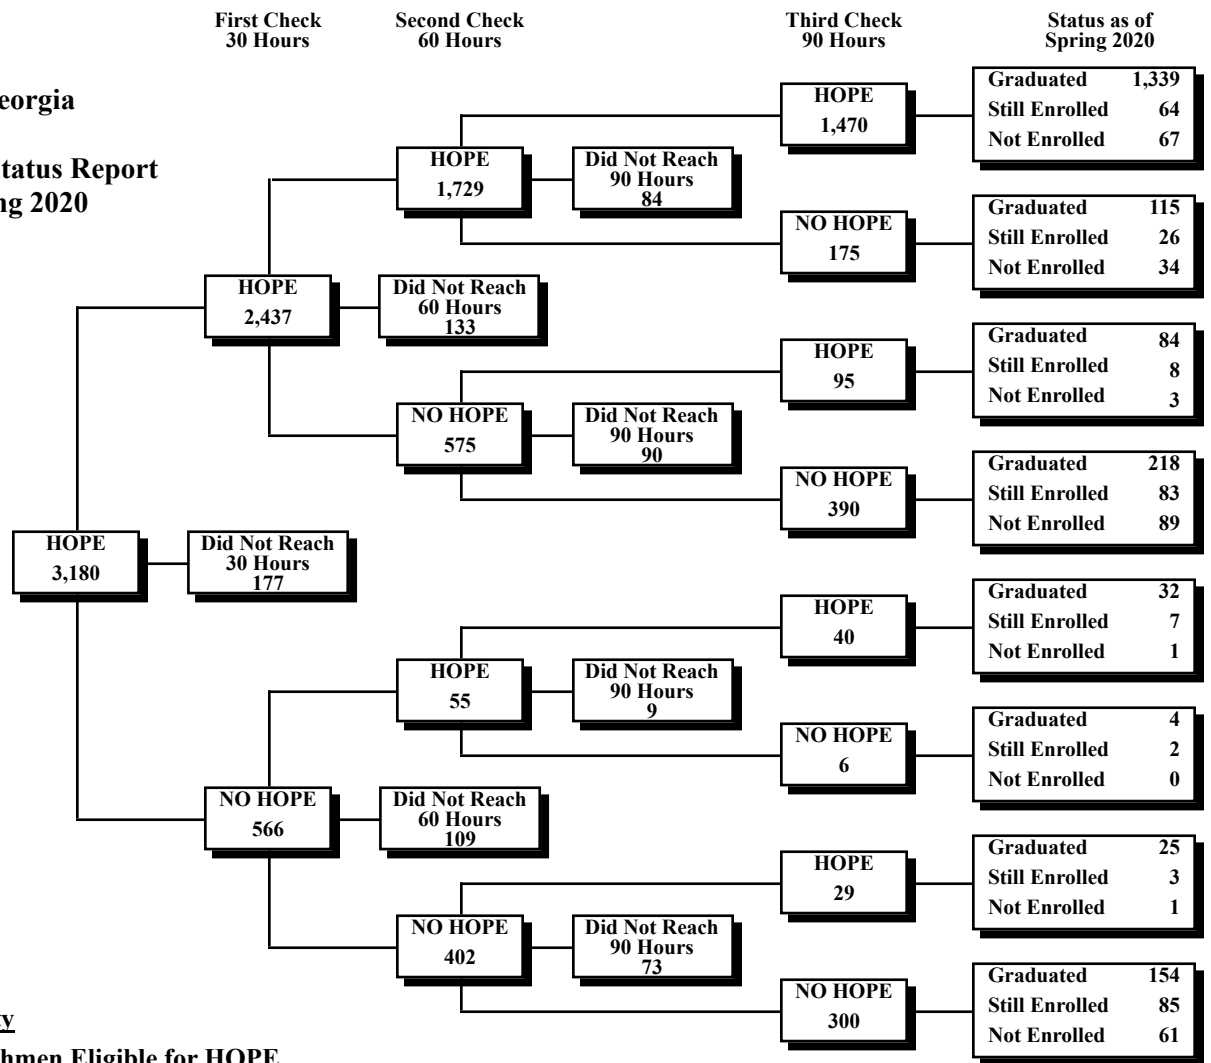 First Check
30 Hours
Second Check
60 Hours
Third Check
90 Hours
Status as of
Spring 2020
eorgia
tatus Report
ng 2020
HOPE
3,180
Did Not Reach
30 Hours
177
HOPE
2,437
Did Not Reach
60 Hours
133
NO HOPE
566
Did Not Reach
60 Hours
109
HOPE
1,729
Did Not Reach
90 Hours
84
NO HOPE
575
Did Not Reach
90 Hours
90
HOPE
55
Did Not Reach
90 Hours
9
NO HOPE
402
Did Not Reach
90 Hours
73
HOPE
1,470
Graduated 1,339
Still Enrolled 64
Not Enrolled 67
NO HOPE
175
Graduated 115
Still Enrolled 26
Not Enrolled 34
HOPE
95
Graduated 84
Still Enrolled 8
Not Enrolled 3
NO HOPE
390
Graduated 218
Still Enrolled 83
Not Enrolled 89
HOPE
40
Graduated 32
Still Enrolled 7
Not Enrolled 1
NO HOPE
6
Graduated 4
Still Enrolled 2
Not Enrolled 0
HOPE
29
Graduated 25
Still Enrolled 3
Not Enrolled 1
NO HOPE
300
Graduated 154
Still Enrolled 85
Not Enrolled 61
ty
hmen Eligible for HOPE